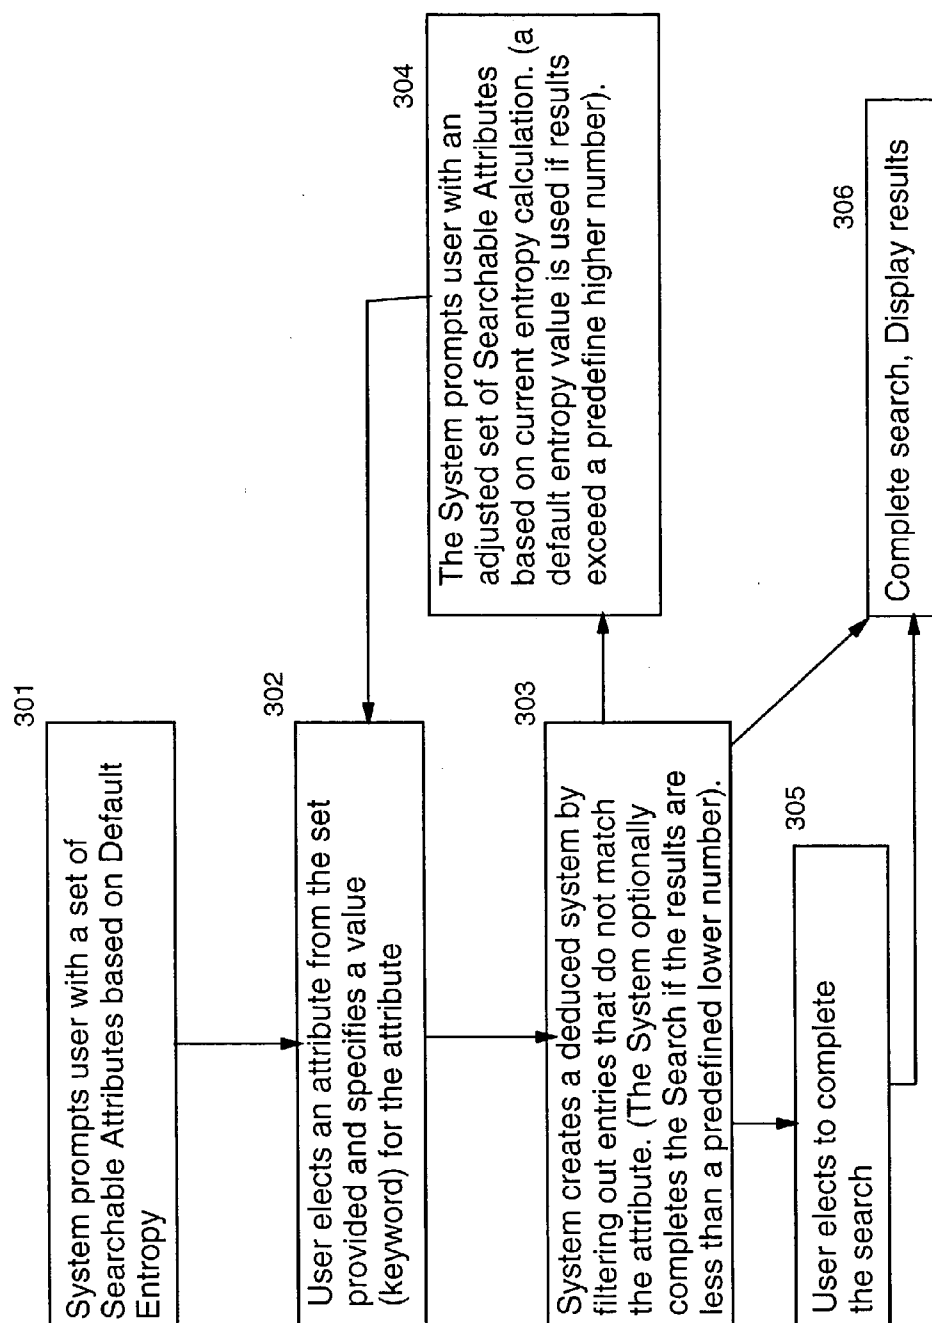 301
System prompts user with a set of
Searchable Attributes based on Default
Entropy
302
User elects an attribute from the set
provided and specifies a value
(keyword) for the attribute
303
System creates a deduced system by
filtering out entries that do not match
the attribute. (The System optionally
completes the Search if the results are
less than a predefined lower number).
304
The System prompts user with an
adjusted set of Searchable Attributes
based on current entropy calculation. (a
default entropy value is used if results
exceed a predefine higher number).
305
User elects to complete
the search
306
Complete search, Display results